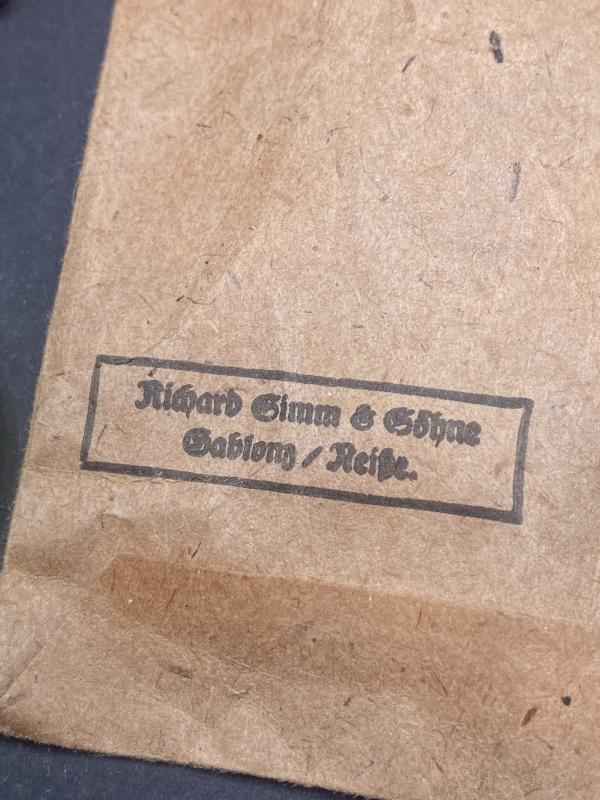 Richard Simm & Söhne
Gablonz / Neiße.